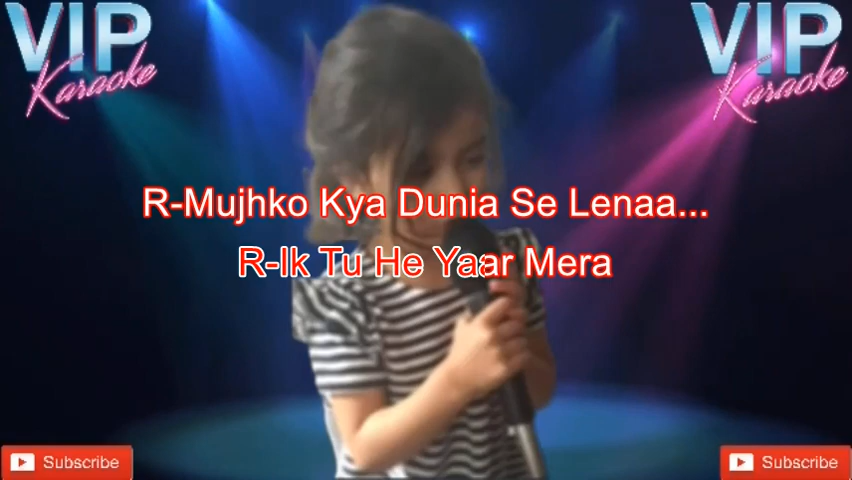 VIP VIP
Karaoke Karaoke
R-Mujhko Kya Dunia Se Lenaa...
R-Ik Tu He Yaar Mera
Subscribe Subscribe